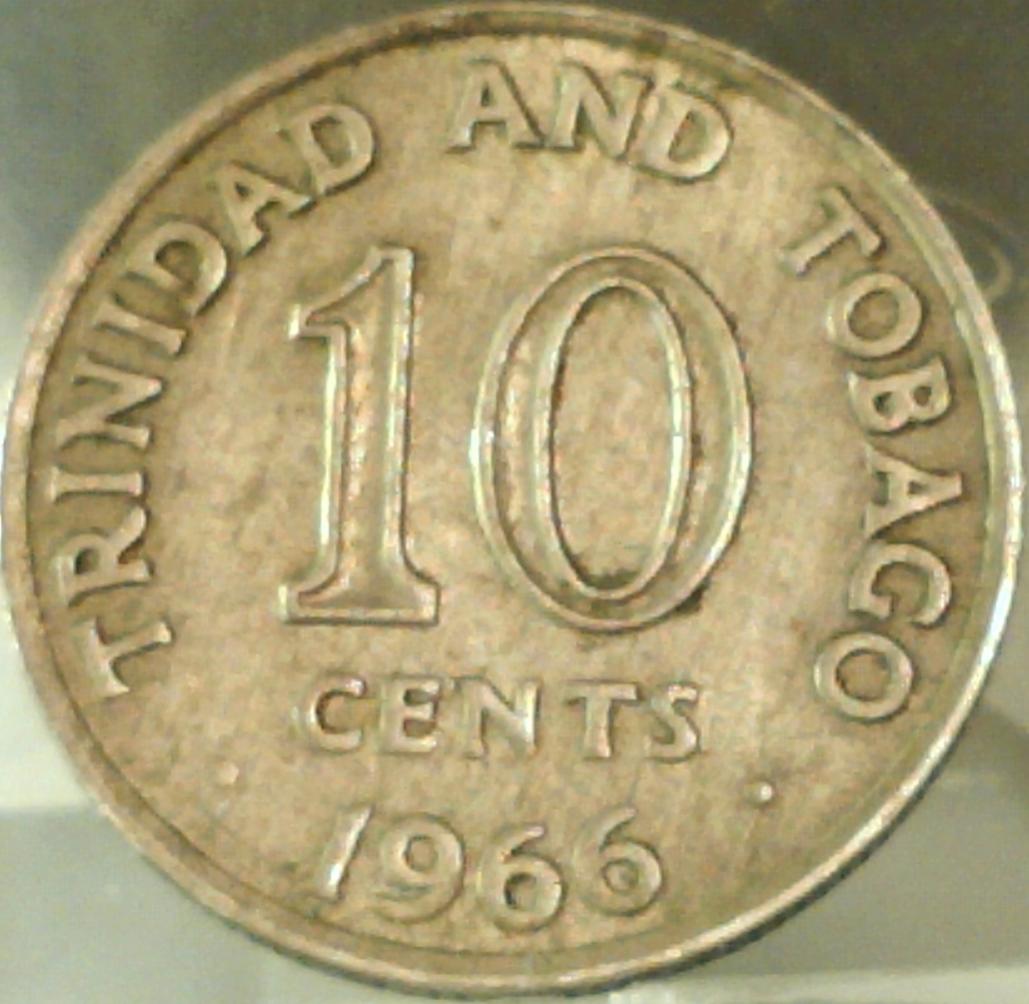 TRINIDAD AND TOBAGO
10
CENTS
1966